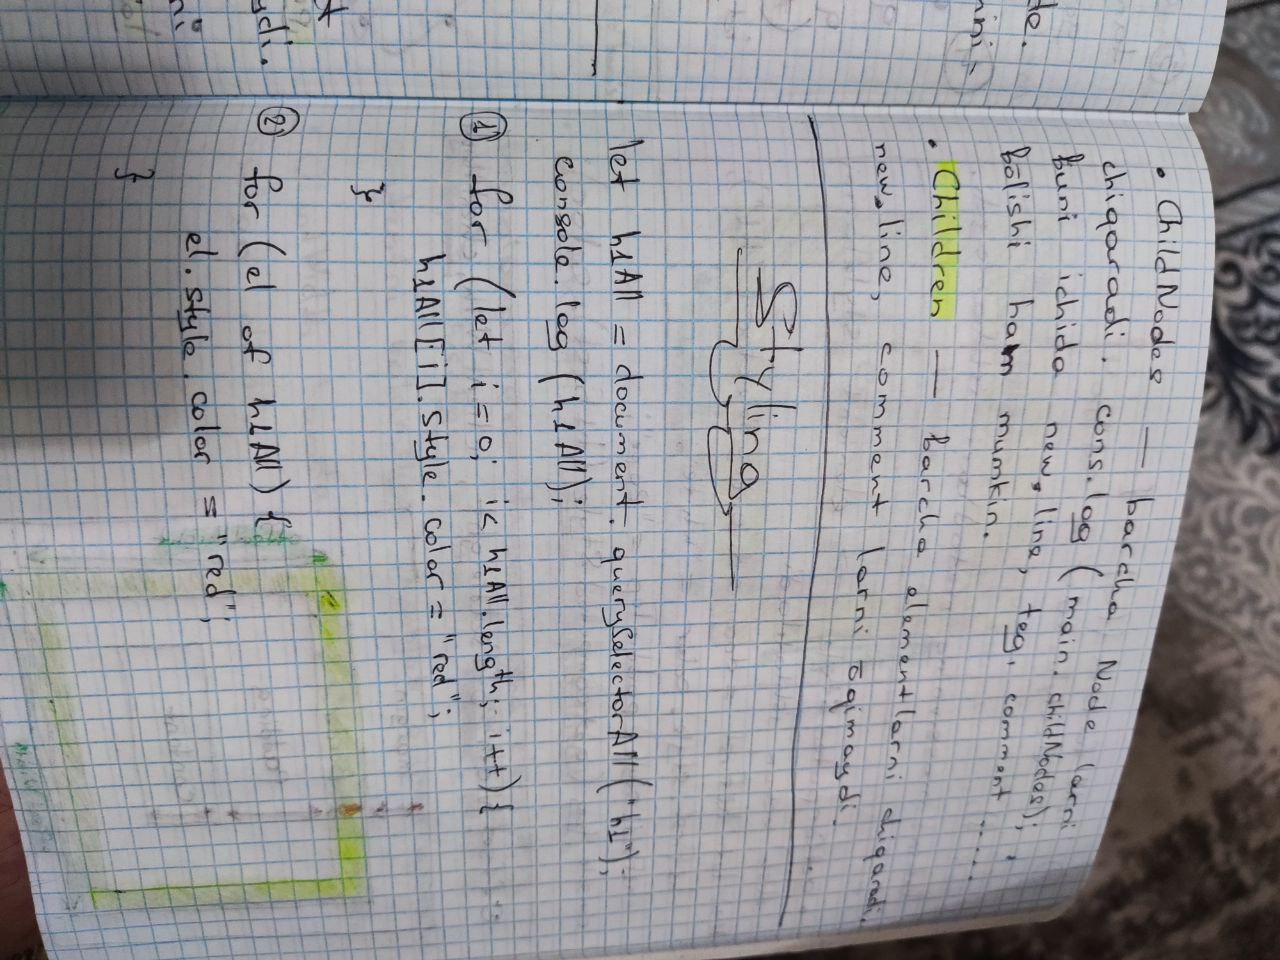 • ChildNodes — barcha Node larni
chiqaradi. cons.log (main.childNodes);
buni ichida new.line, teg, comment ....
bo̅lishi ham mumkin.
• Children — barcha elementlarni chiqaradi,
new.line, comment larni o̅qimaydi.
Styling
let h1All = document.querySelectorAll("h1");
console.log (h1All);
① for (let i=0; i< h1All.length; i++) {
h1All[i].style.color = "red";
}
② for (el of h1All) {
el.style.color = "red";
}